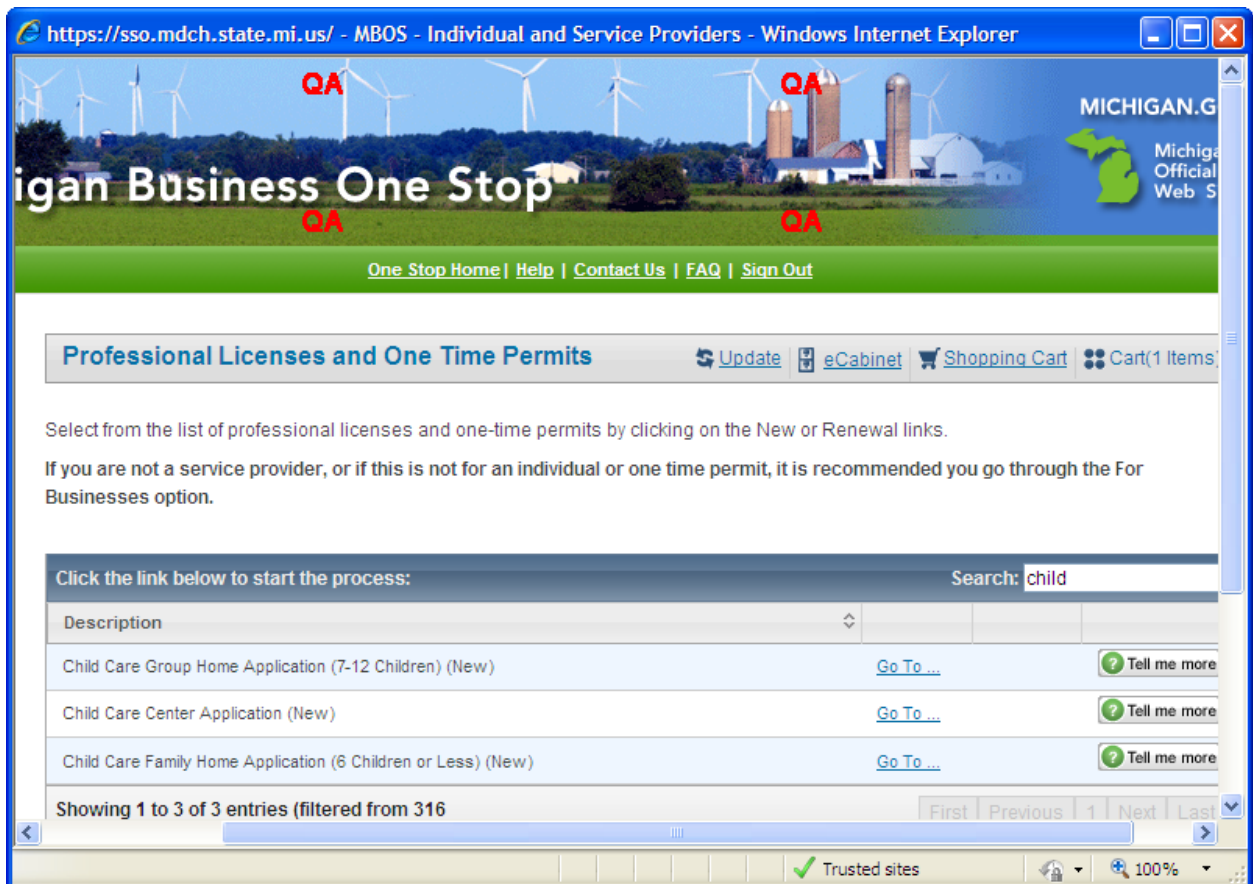 https://sso.mdch.state.mi.us/ - MBOS - Individual and Service Providers - Windows Internet Explorer
QA QA
MICHIGAN.G
Michiga
Official
Web S
igan Business One Stop
QA QA
One Stop Home | Help | Contact Us | FAQ | Sign Out
Professional Licenses and One Time Permits Update eCabinet Shopping Cart Cart(1 Items)
Select from the list of professional licenses and one-time permits by clicking on the New or Renewal links.
If you are not a service provider, or if this is not for an individual or one time permit, it is recommended you go through the For
Businesses option.
Click the link below to start the process: Search: child
Description
Child Care Group Home Application (7-12 Children) (New) Go To ... Tell me more
Child Care Center Application (New) Go To ... Tell me more
Child Care Family Home Application (6 Children or Less) (New) Go To ... Tell me more
Showing 1 to 3 of 3 entries (filtered from 316 First Previous 1 Next Last
Trusted sites 100%